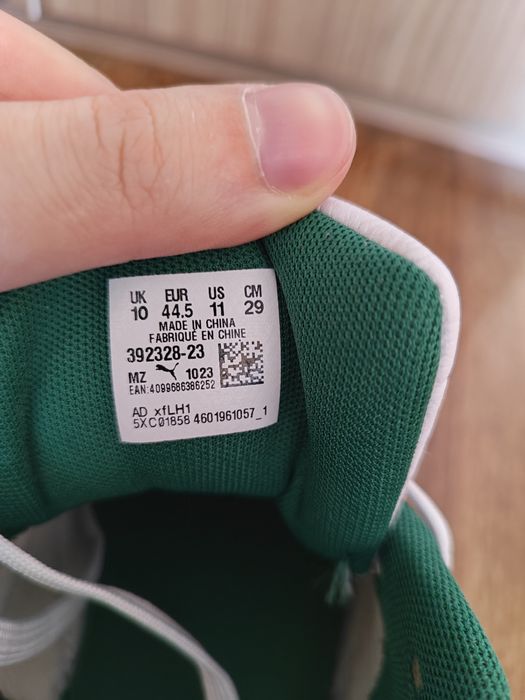 UK EUR US CM
10 44.5 11 29
MADE IN CHINA
FABRIQUÉ EN CHINE
392328-23
MZ 1023
EAN:4099686386252
AD xfLH1
5XC01858 4601961057_1